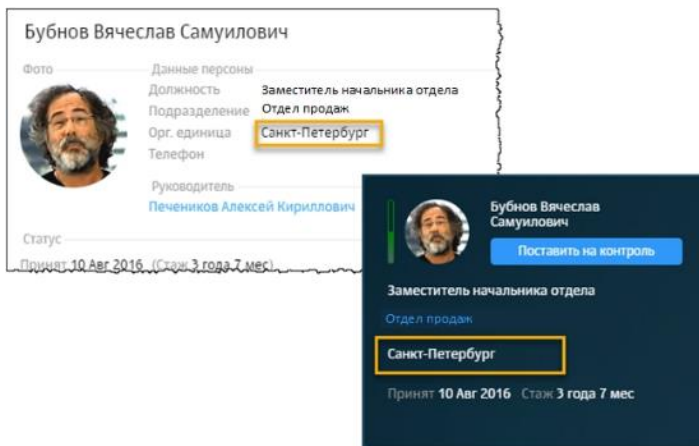 Бубнов Вячеслав Самуилович
Фото
Данные персоны
Должность Заместитель начальника отдела
Подразделение Отдел продаж
Орг. единица Санкт-Петербург
Телефон
Руководитель
Печеников Алексей Кириллович
Статус
Принят 10 Авг 2016 (Стаж 3 года 7 мес)
Бубнов Вячеслав
Самуилович
Поставить на контроль
Заместитель начальника отдела
Отдел продаж
Санкт-Петербург
Принят 10 Авг 2016 Стаж 3 года 7 мес